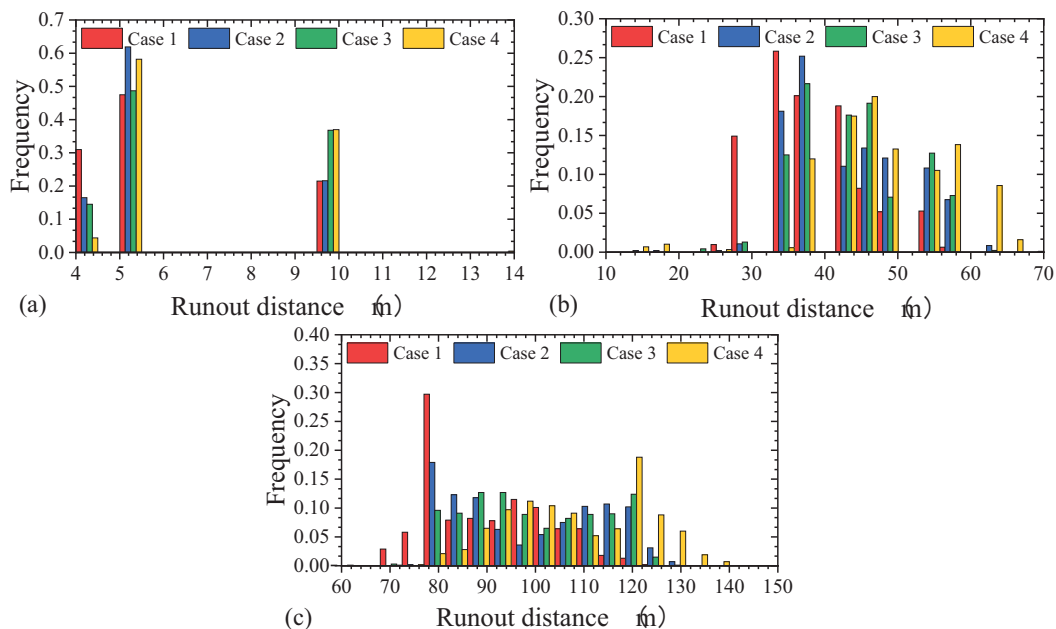 0.7
0.6
0.5
0.4
0.3
0.2
0.1
0.0
Frequency
Case 1 Case 2 Case 3 Case 4
4 5 6 7 8 9 10 11 12 13 14
(a) Runout distance (m)
0.30
0.25
0.20
0.15
0.10
0.05
0.00
Frequency
Case 1 Case 2 Case 3 Case 4
10 20 30 40 50 60 70
(b) Runout distance (m)
0.40
0.35
0.30
0.25
0.20
0.15
0.10
0.05
0.00
Frequency
Case 1 Case 2 Case 3 Case 4
60 70 80 90 100 110 120 130 140 150
(c) Runout distance (m)